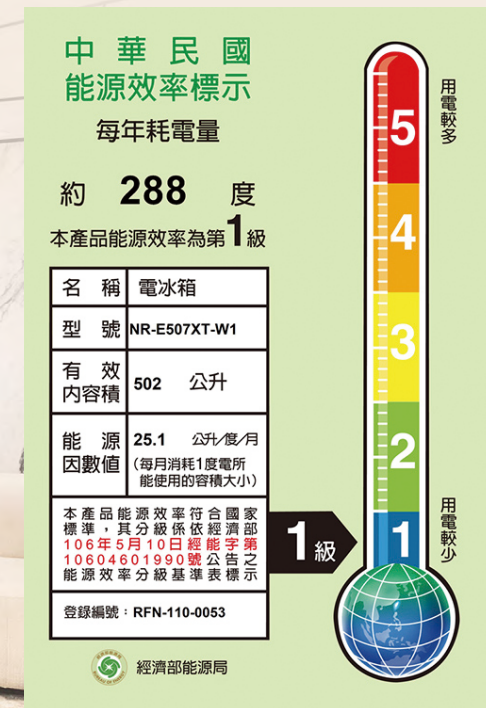 中華民國
能源效率標示
每年耗電量
約 288 度
本產品能源效率為第1級
名稱 電冰箱
型號 NR-E507XT-W1
有效內容積 502 公升
能源因數值 25.1 公升/度/月
(每月消耗1度電所
能使用的容積大小)
本產品能源效率符合國家
標準,其分級係依經濟部
106年5月10日經能字第
10604601990號公告之
能源效率分級基準表標示
登錄編號:RFN-110-0053
經濟部能源局
用電較多
5
4
3
2
1
用電較少
1級